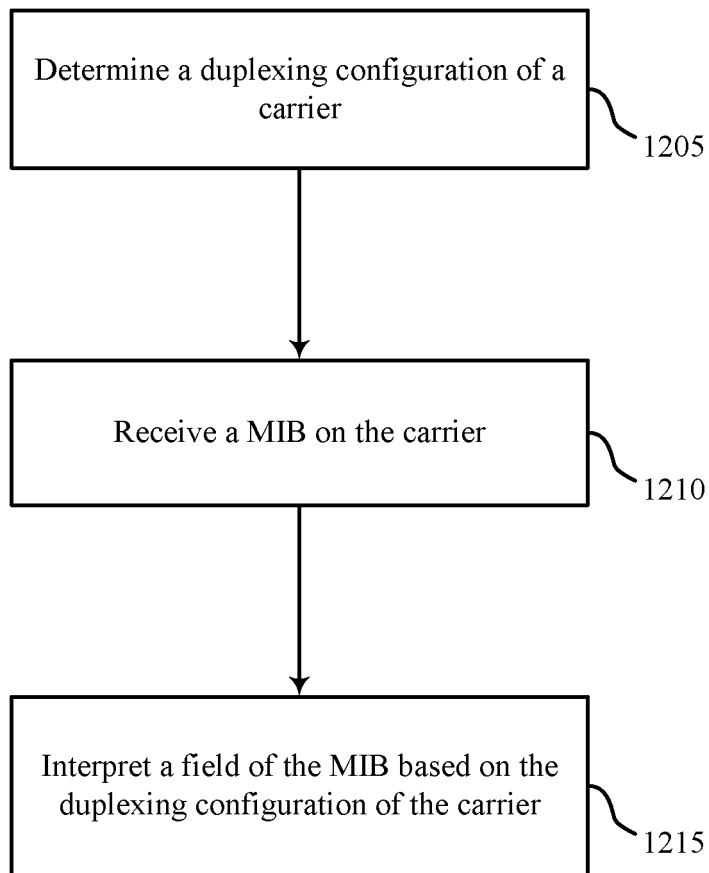 Determine a duplexing configuration of a
carrier
1205
Receive a MIB on the carrier
1210
Interpret a field of the MIB based on the
duplexing configuration of the carrier
1215